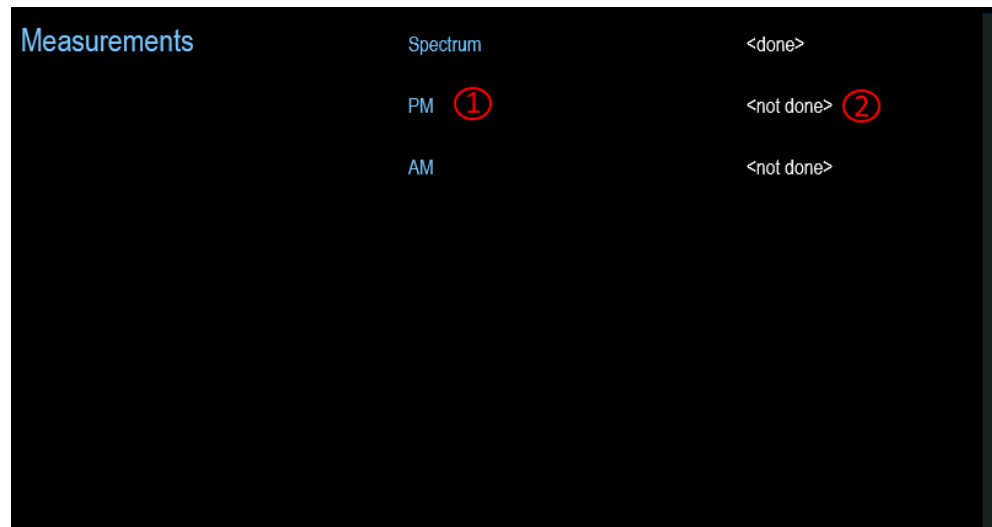 Measurements Spectrum <done>
PM ① <not done> ②
AM <not done>